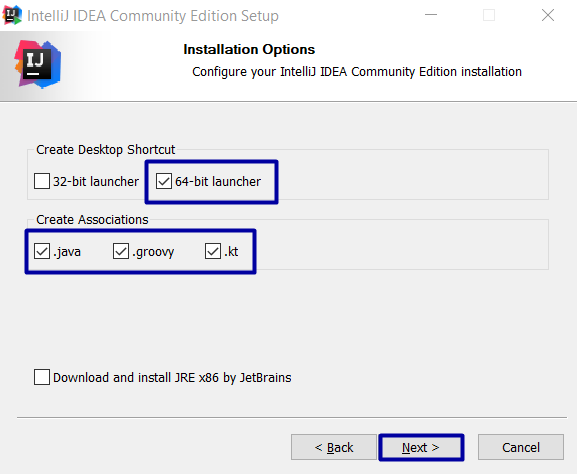 IntelliJ IDEA Community Edition Setup
IJ
Installation Options
Configure your IntelliJ IDEA Community Edition installation
Create Desktop Shortcut
32-bit launcher 64-bit launcher
Create Associations
.java .groovy .kt
Download and install JRE x86 by JetBrains
< Back Next > Cancel